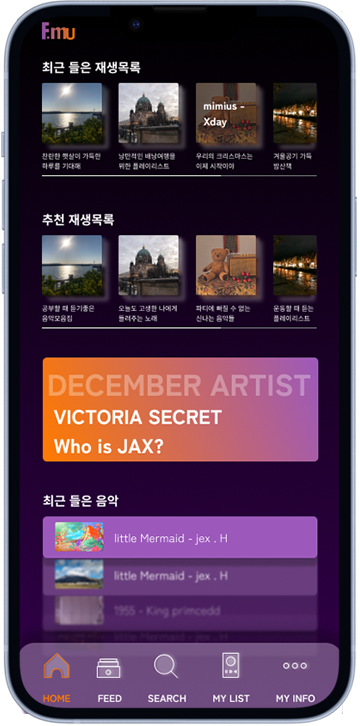 E.mu
최근 들은 재생목록
mimius -
Xday
찬란한 햇살이 가득한
하루를 기대해
낭만적인 배낭여행을
위한 플레이리스트
우리의 크리스마스는
이제 시작이야
겨울공기 가득
밤산책
추천 재생목록
공부할 때 듣기좋은
음악모음집
오늘도 고생한 나에게
들려주는 노래
파티에 빠질 수 없는
신나는 음악들
운동할 때 듣는
플레이리스트
DECEMBER ARTIST
VICTORIA SECRET
Who is JAX?
최근 들은 음악
little Mermaid - jex . H
little Mermaid - jex . H
1955 - King primcedd
HOME
FEED
SEARCH
MY LIST
MY INFO